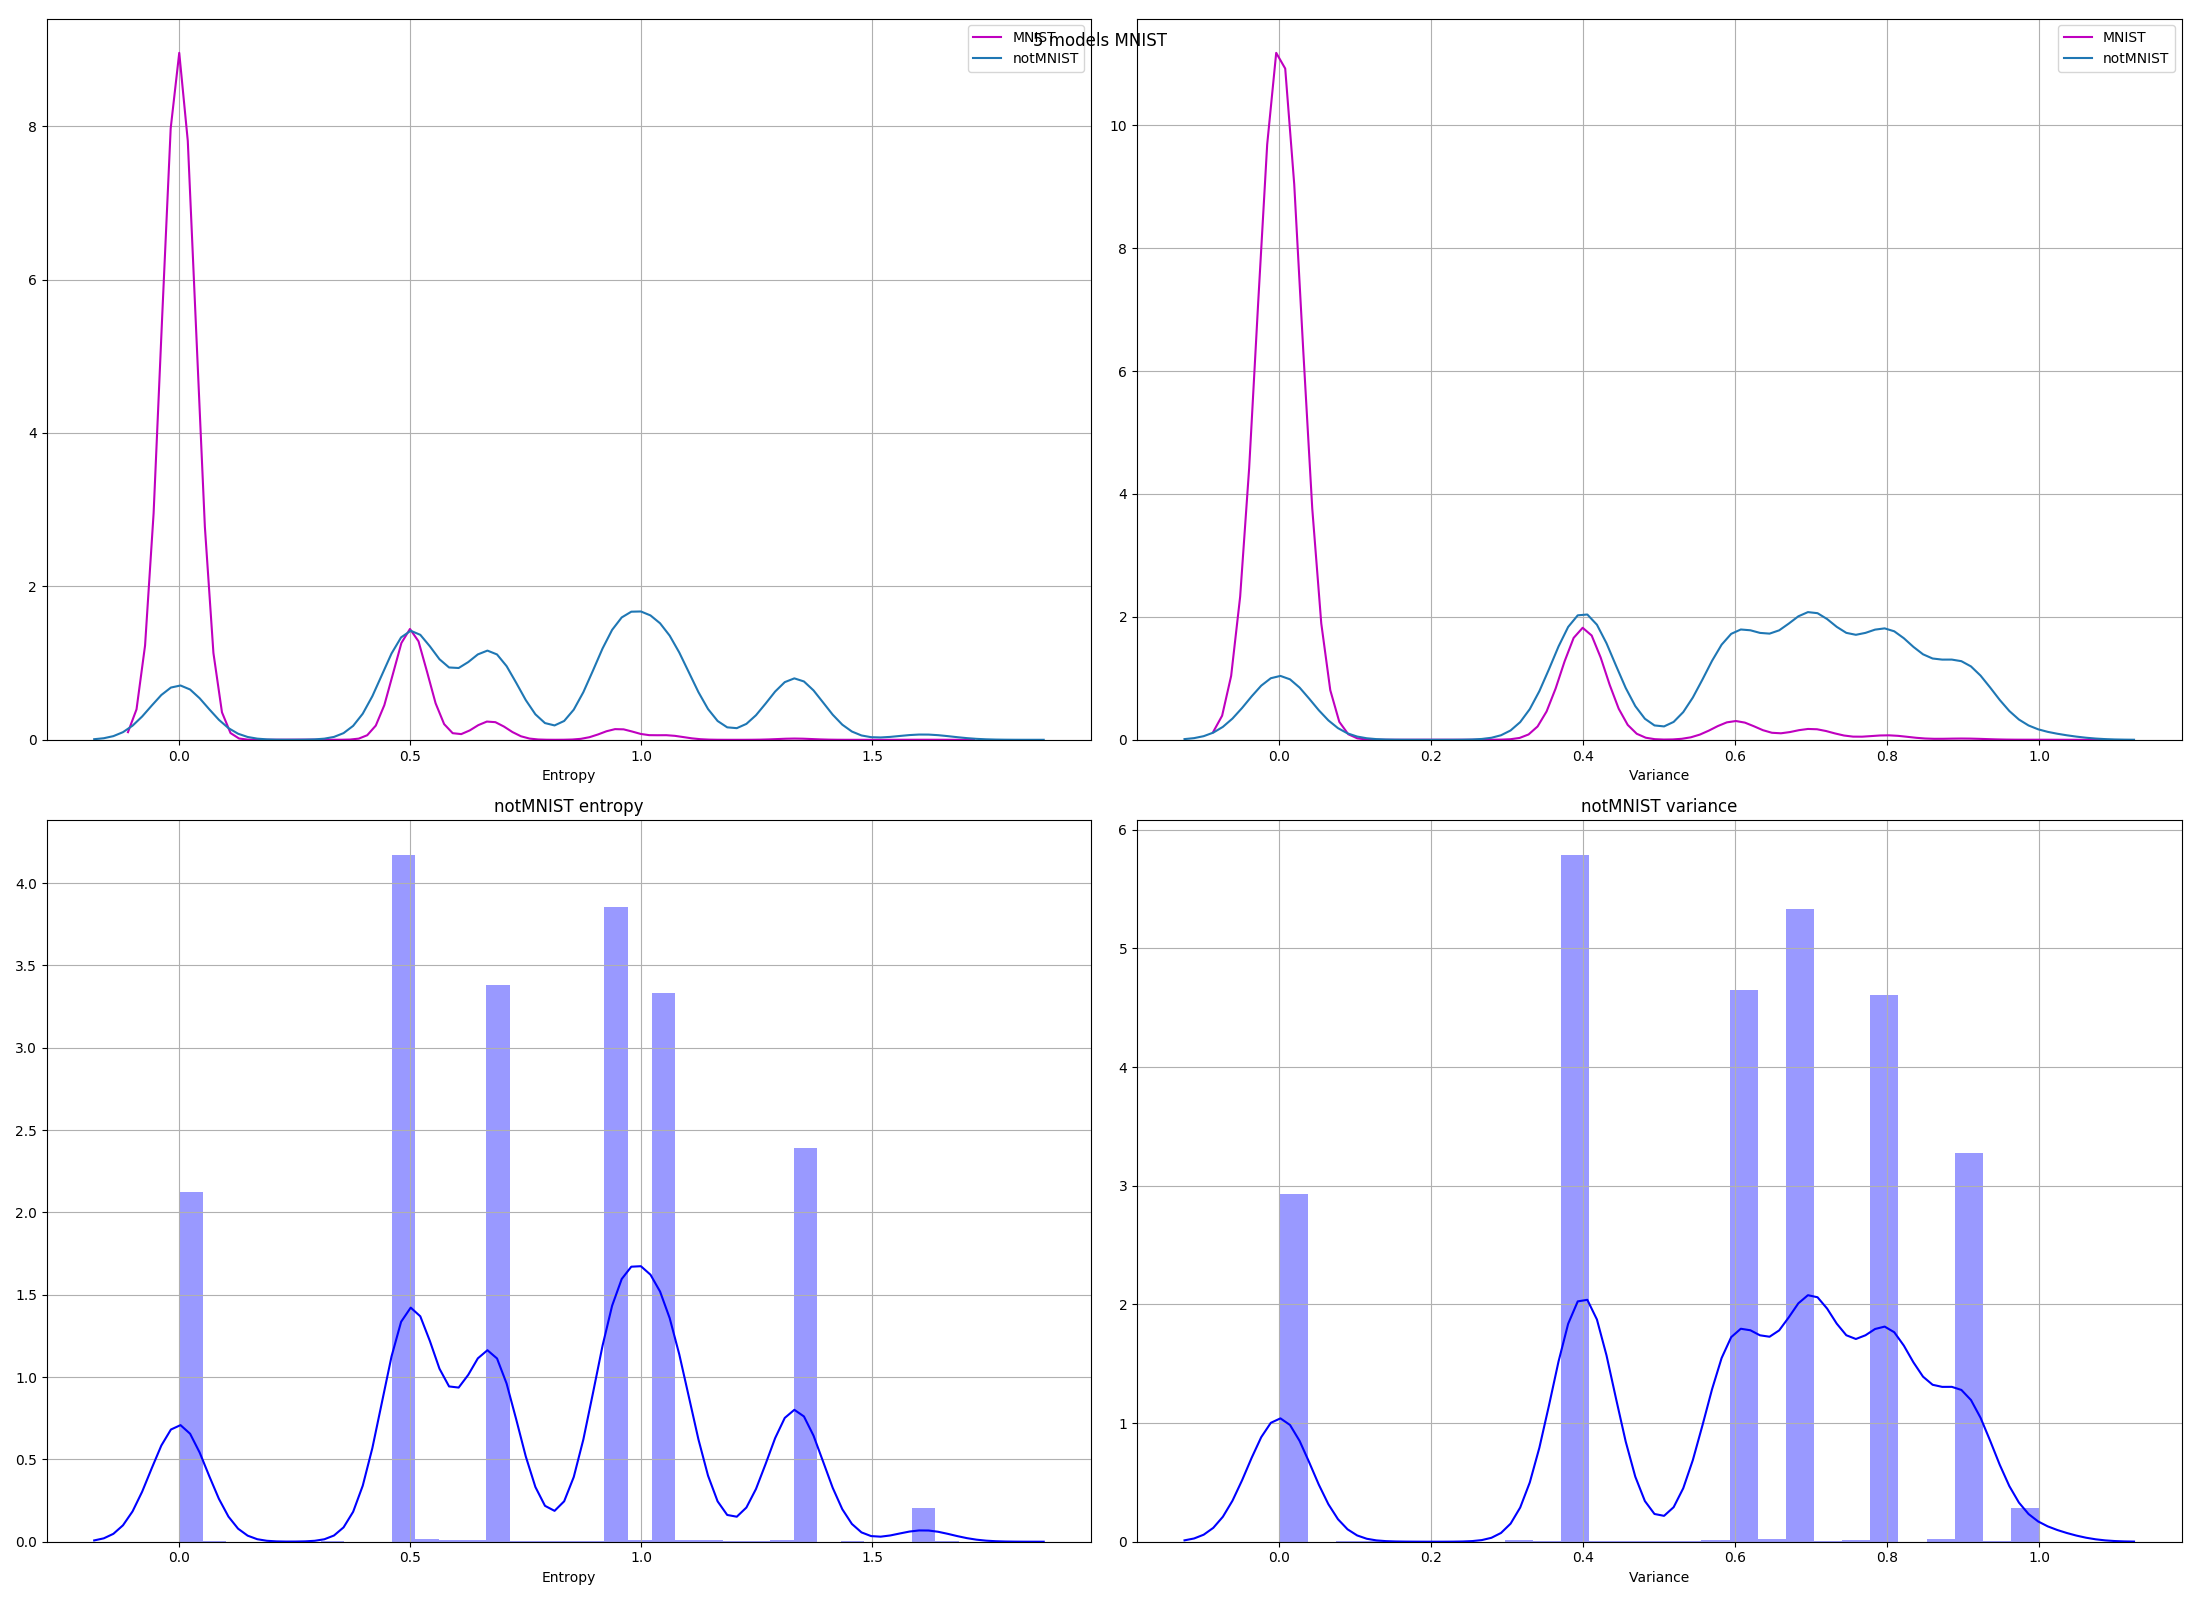 5 models MNIST
MNIST
notMNIST
8
6
4
2
0
0.0 0.5 1.0 1.5
Entropy
MNIST
notMNIST
10
8
6
4
2
0
0.0 0.2 0.4 0.6 0.8 1.0
Variance
notMNIST entropy
4.0
3.5
3.0
2.5
2.0
1.5
1.0
0.5
0.0
0.0 0.5 1.0 1.5
Entropy
notMNIST variance
6
5
4
3
2
1
0
0.0 0.2 0.4 0.6 0.8 1.0
Variance